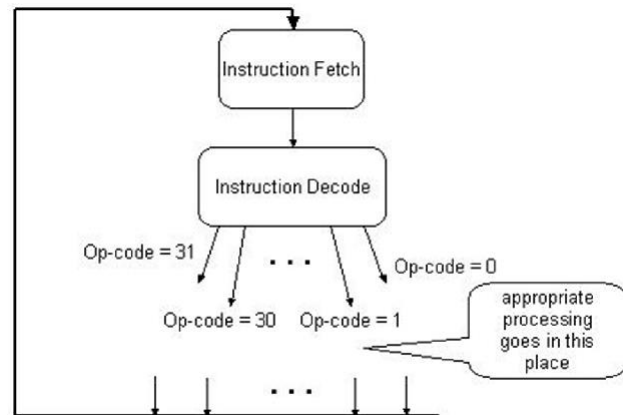 Instruction Fetch
Instruction Decode
Op-code = 31
. . .
Op-code = 0
Op-code = 30
Op-code = 1
appropriate
processing
goes in this
place
. . .